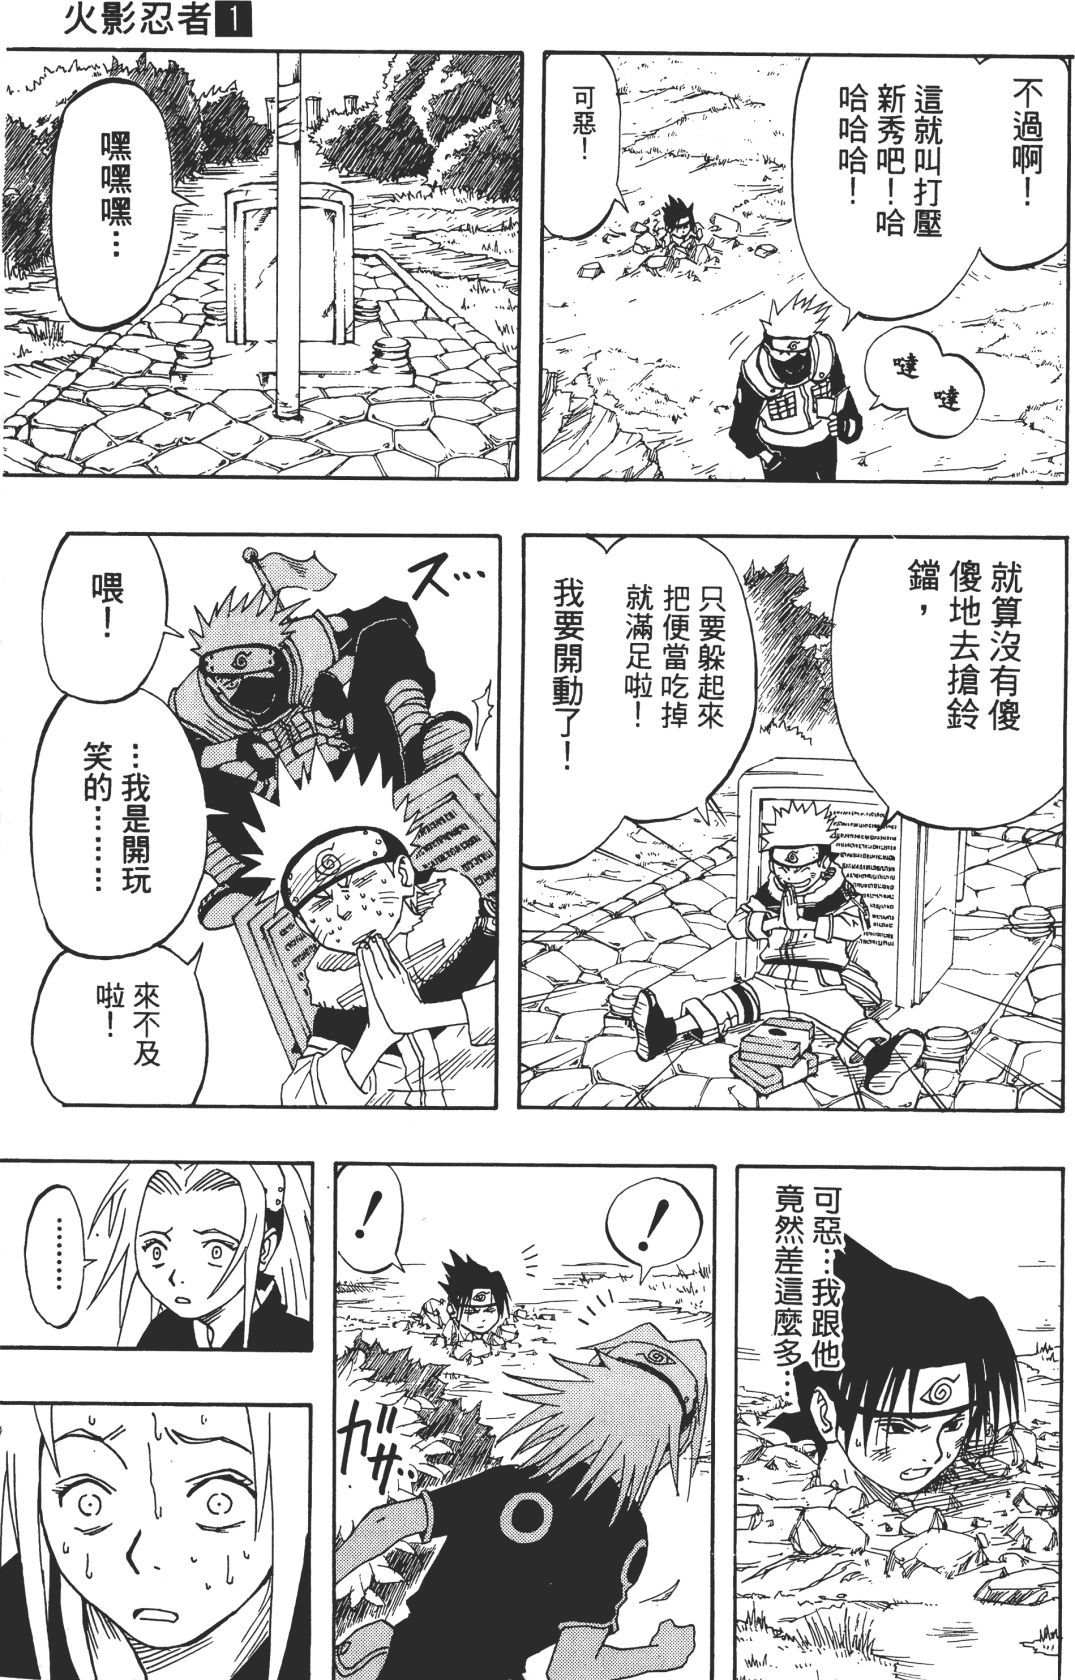 火影忍者1
不過啊！
這就叫打壓
新秀吧！哈
哈哈哈！
噠
噠
可惡！
嘿嘿嘿…
就算沒有傻
傻地去搶鈴
鐺，
只要躲起來
把便當吃掉
就滿足啦！
我要開動了！
ス…
喂！
…我是開玩
笑的………
來不及
啦！
可惡…我跟他
竟然差這麼多…
！
！
ガサ…
………